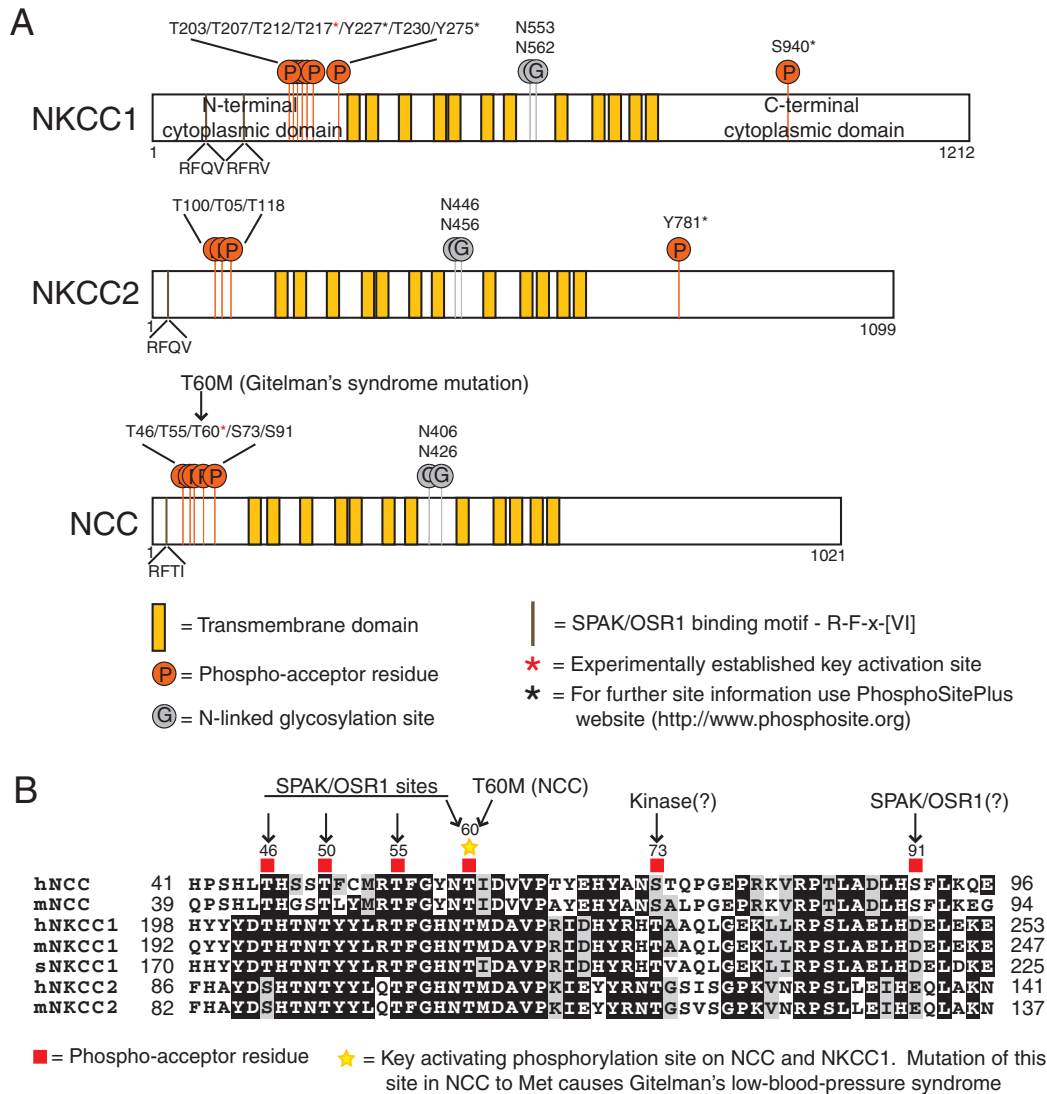 A
T203/T207/T212/T217*/Y227*/T230/Y275*
N553
N562
S940*
P P G P
NKCC1
N-terminal
cytoplasmic domain
C-terminal
cytoplasmic domain
1
1212
RFQV RFRV
T100/T05/T118
N446
N456
Y781*
P G P
NKCC2
1
1099
RFQV
T60M (Gitelman's syndrome mutation)
T46/T55/T60*/S73/S91
N406
N426
P G
NCC
1
1021
RFTI
= Transmembrane domain
P = Phospho-acceptor residue
G = N-linked glycosylation site
= SPAK/OSR1 binding motif - R-F-x-[VI]
* = Experimentally established key activation site
* = For further site information use PhosphoSitePlus
website (http://www.phosphosite.org)
B
SPAK/OSR1 sites
T60M (NCC)
Kinase(?)
SPAK/OSR1(?)
46 50 55 60 73 91
hNCC 41 HPSHLTHSSTFCMRTFGYNTIDVVPTYEHYANSTQPGEPRKVRPTLADLHSFLKQE 96
mNCC 39 QPSHLTHGSTLYMRTFGYNTIDVVPAYEHYANSALPGEPRKVRPTLADLHSFLKEG 94
hNKCC1 198 HYYYDTHTNTYYLRTFGHNTMDAVPRIDHYRHTAAQLGEKLLRPSLAELHDELEKE 253
mNKCC1 192 QYYYDTHTNTYYLRTFGHNTMDAVPRIDHYRHTAAQLGEKLLRPSLAELHDELEKE 247
sNKCC1 170 HHYYDTHTNTYYLRTFGHNTIDAVPRIDHYRHTVAQLGEKLIRPSLAELHDELDKE 225
hNKCC2 86 FHAYDSHTNTYYLQTFGHNTMDAVPKIEYYRNTGSISGPKVNRPSLLEIHEQLAKN 141
mNKCC2 82 FHAYDSHTNTYYLQTFGHNTMDAVPKIEYYRNTGSVSGPKVNRPSLLEIHEQLAKN 137
= Phospho-acceptor residue
= Key activating phosphorylation site on NCC and NKCC1. Mutation of this
site in NCC to Met causes Gitelman's low-blood-pressure syndrome